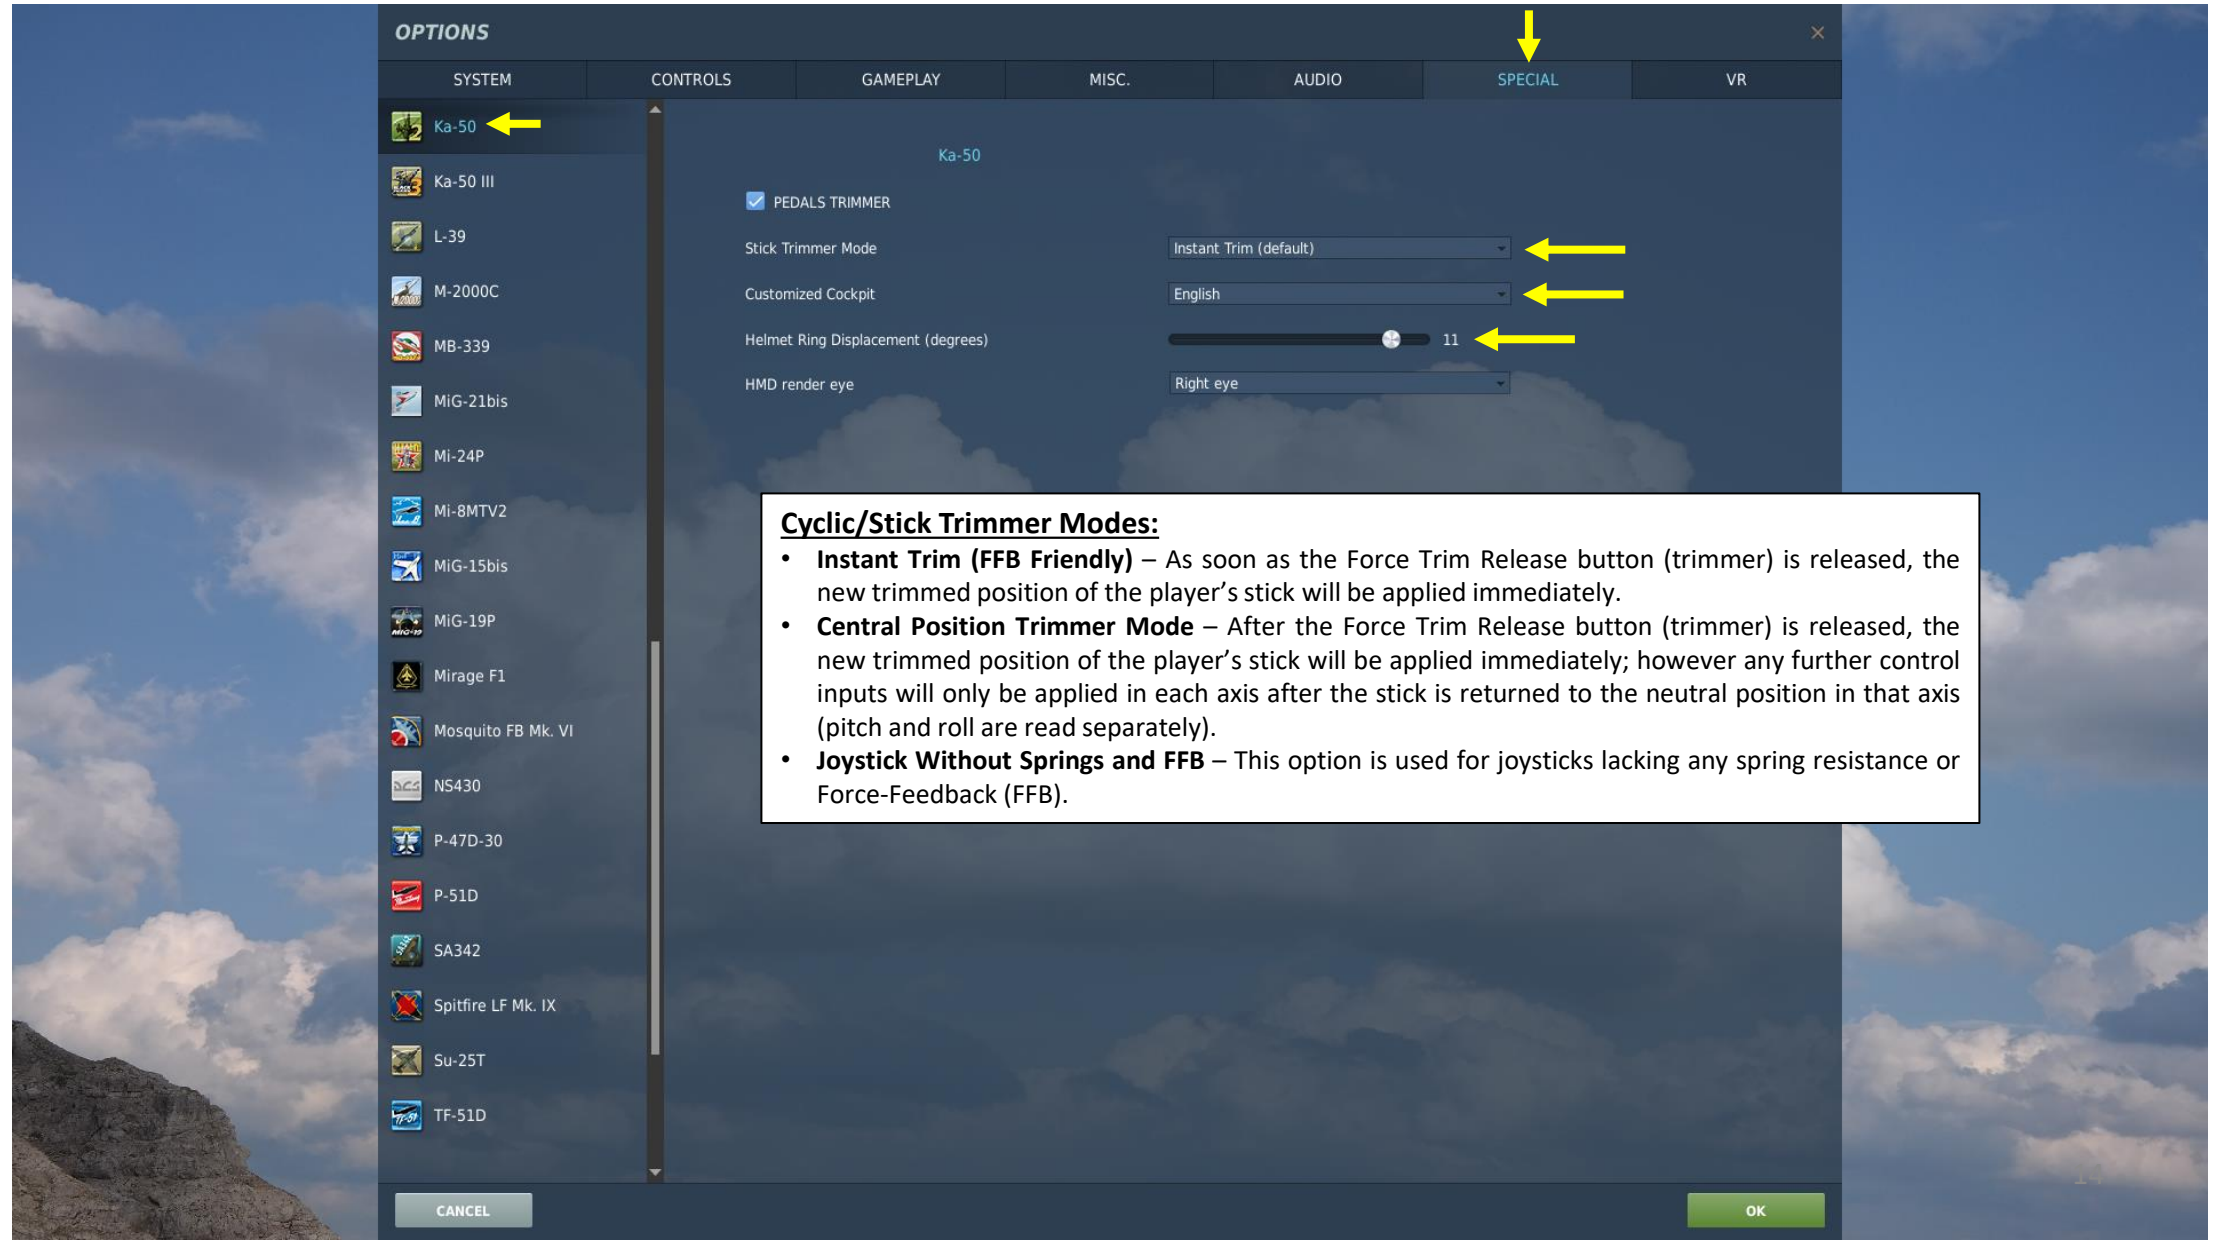 OPTIONS
SYSTEM CONTROLS GAMEPLAY MISC. AUDIO SPECIAL VR
Ka-50
Ka-50 III
L-39
M-2000C
MB-339
MiG-21bis
Mi-24P
Mi-8MTV2
MiG-15bis
MiG-19P
Mirage F1
Mosquito FB Mk. VI
NS430
P-47D-30
P-51D
SA342
Spitfire LF Mk. IX
Su-25T
TF-51D
Ka-50
PEDALS TRIMMER
Stick Trimmer Mode Instant Trim (default)
Customized Cockpit English
Helmet Ring Displacement (degrees) 11
HMD render eye Right eye
Cyclic/Stick Trimmer Modes:
• Instant Trim (FFB Friendly) – As soon as the Force Trim Release button (trimmer) is released, the
new trimmed position of the player’s stick will be applied immediately.
• Central Position Trimmer Mode – After the Force Trim Release button (trimmer) is released, the
new trimmed position of the player’s stick will be applied immediately; however any further control
inputs will only be applied in each axis after the stick is returned to the neutral position in that axis
(pitch and roll are read separately).
• Joystick Without Springs and FFB – This option is used for joysticks lacking any spring resistance or
Force-Feedback (FFB).
CANCEL OK